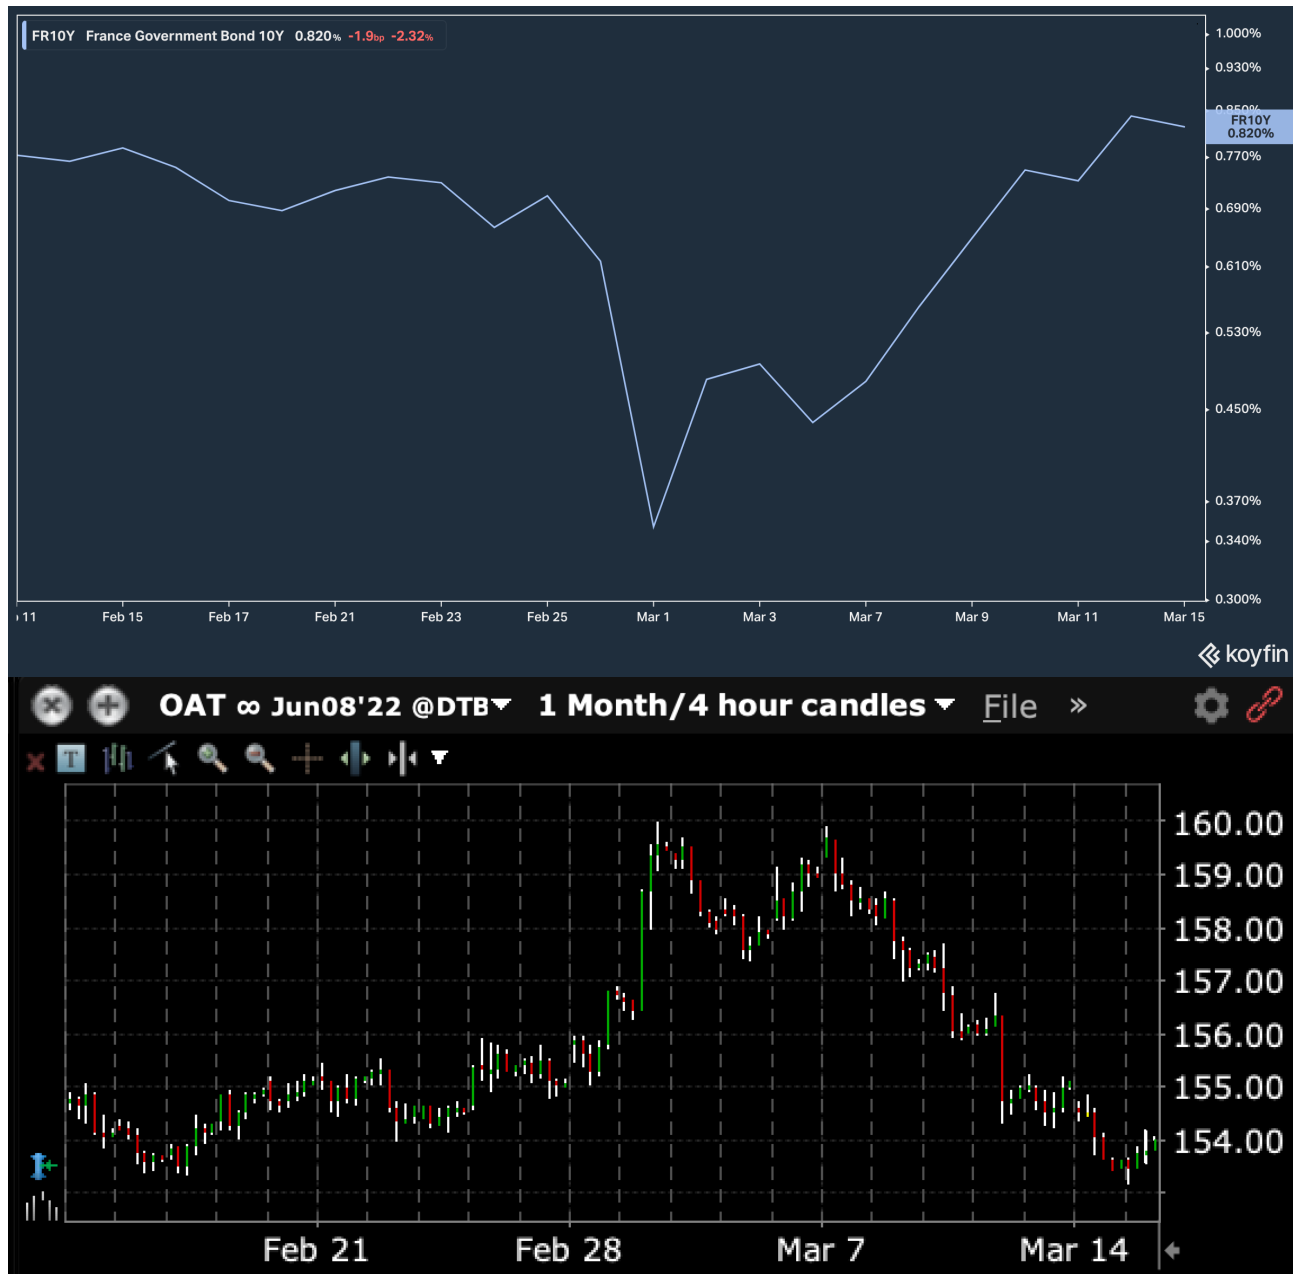 FR10Y France Government Bond 10Y 0.820% -1.9bp -2.32%
1.000%
0.930%
0.850%
FR10Y
0.820%
0.770%
0.690%
0.610%
0.530%
0.450%
0.370%
0.340%
0.300%
11 Feb 15 Feb 17 Feb 21 Feb 23 Feb 25 Mar 1 Mar 3 Mar 7 Mar 9 Mar 11 Mar 15
koyfin
OAT ∞ Jun08'22 @DTB 1 Month/4 hour candles File »
T
160.00
159.00
158.00
157.00
156.00
155.00
154.00
Feb 21 Feb 28 Mar 7 Mar 14